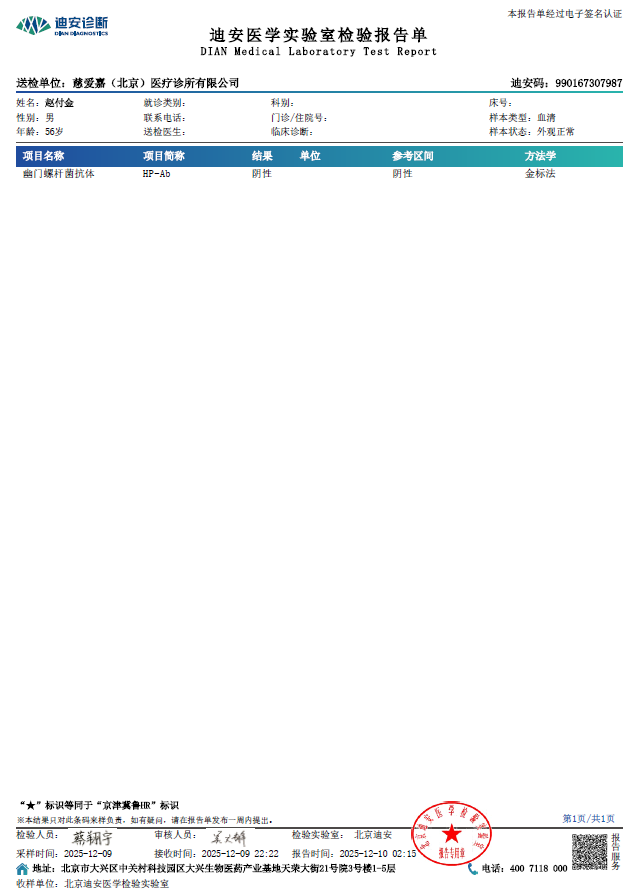 本报告单经过电子签名认证
迪安诊断
DIAN DIAGNOSTICS
迪安医学实验室检验报告单
DIAN Medical Laboratory Test Report
送检单位: 慈爱嘉（北京）医疗诊所有限公司 迪安码: 990167307987
姓名: 赵付金 就诊类别: 科别: 床号:
性别: 男 联系电话: 门诊/住院号: 样本类型: 血清
年龄: 56岁 送检医生: 临床诊断: 样本状态: 外观正常
项目名称 项目简称 结果 单位 参考区间 方法学
幽门螺杆菌抗体 HP-Ab 阴性 阴性 金标法
“★”标识等同于“京津冀鲁HR”标识
※本结果只对此条码来样负责，如有疑问，请在报告单发布一周内提出。 第1页/共1页
检验人员: 蔡翔宇 审核人员: 检验实验室: 北京迪安
采样时间: 2025-12-09 接收时间: 2025-12-09 22:22 报告时间: 2025-12-10 02:15
报告专用章
报告服务
地址: 北京市大兴区中关村科技园区大兴生物医药产业基地天荣大街21号院3号楼1-5层 电话: 400 7118 000
收样单位: 北京迪安医学检验实验室